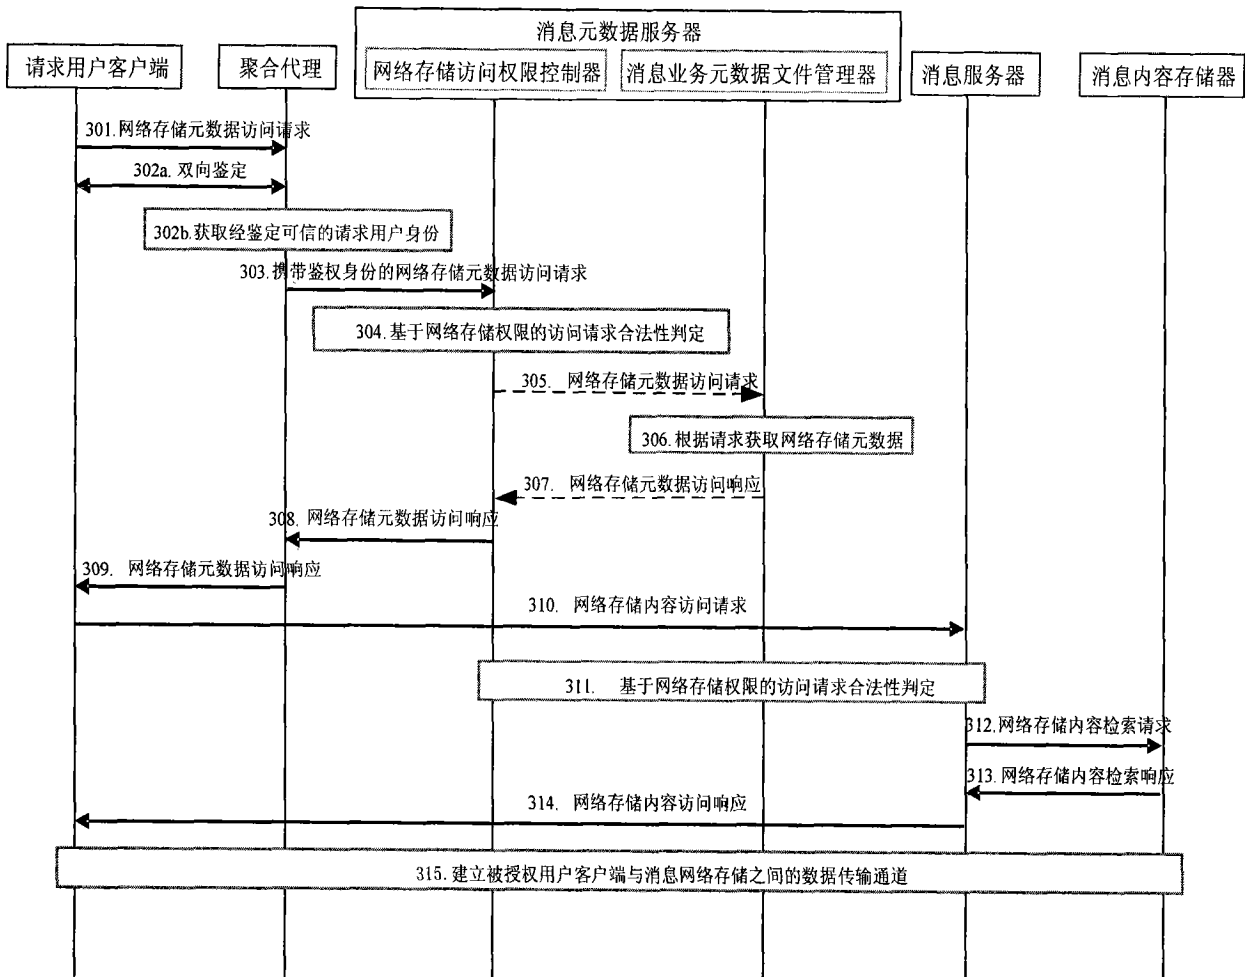 消息元数据服务器
请求用户客户端
聚合代理
网络存储访问权限控制器
消息业务元数据文件管理器
消息服务器
消息内容存储器
301.网络存储元数据访问请求
302a. 双向鉴定
302b.获取经鉴定可信的请求用户身份
303.携带鉴权身份的网络存储元数据访问请求
304.基于网络存储权限的访问请求合法性判定
305. 网络存储元数据访问请求
306.根据请求获取网络存储元数据
307. 网络存储元数据访问响应
308. 网络存储元数据访问响应
309. 网络存储元数据访问响应
310. 网络存储内容访问请求
311. 基于网络存储权限的访问请求合法性判定
312.网络存储内容检索请求
313.网络存储内容检索响应
314. 网络存储内容访问响应
315.建立被授权用户客户端与消息网络存储之间的数据传输通道